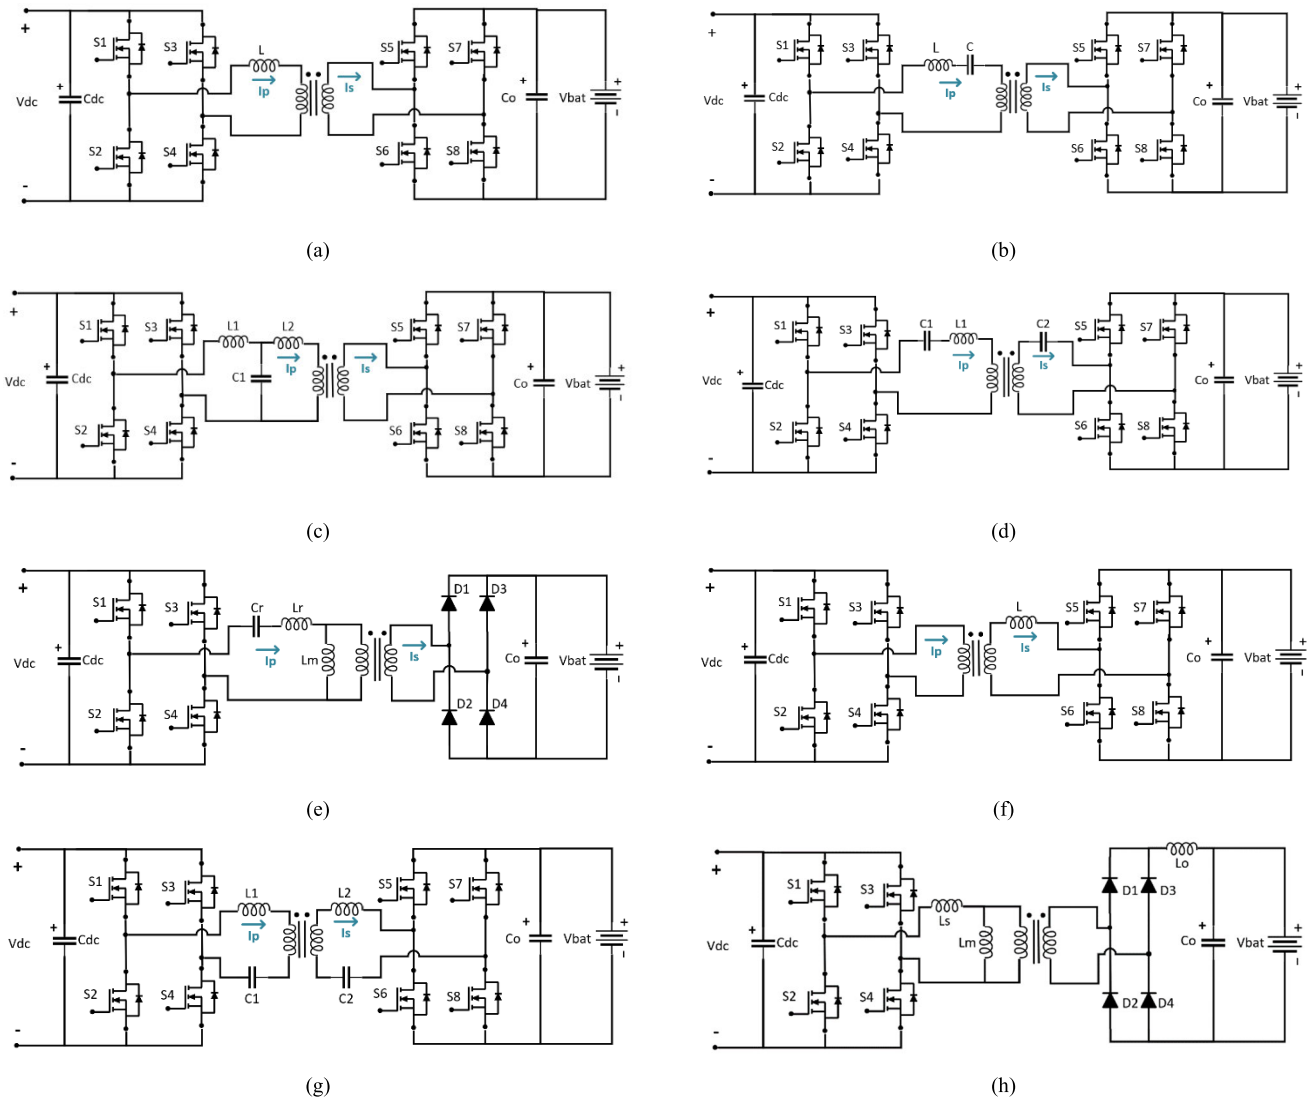 + S1 S3 L Ip Is S5 S7 + Co Vbat + -
Vdc + Cdc
S2 S4 S6 S8
-
(a)
+ S1 S3 L C Ip Is S5 S7 + Co Vbat + -
Vdc + Cdc
S2 S4 S6 S8
-
(b)
+ S1 S3 L1 L2 Ip Is S5 S7
Vdc + Cdc C1 + Co Vbat + -
S2 S4 S6 S8
-
(c)
+ S1 S3 C1 L1 C2 Ip Is S5 S7
Vdc + Cdc + Co Vbat + -
S2 S4 S6 S8
-
(d)
+ S1 S3 Cr Lr D1 D3
Vdc + Cdc Ip Lm Is + Co Vbat + -
S2 S4 D2 D4
-
(e)
+ S1 S3 L Ip Is S5 S7
Vdc + Cdc + Co Vbat + -
S2 S4 S6 S8
-
(f)
+ S1 S3 L1 L2 Ip Is S5 S7
Vdc + Cdc + Co Vbat + -
S2 S4 C1 C2 S6 S8
-
(g)
+ S1 S3 Lo D1 D3
Vdc + Cdc Ls Lm + Co Vbat + -
S2 S4 D2 D4
-
(h)